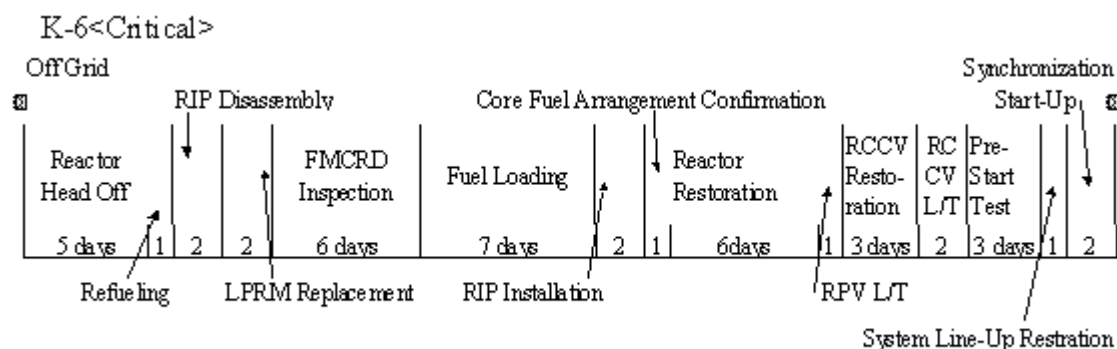 K-6<Critical>
Off Grid
Synchronization
RIP Disassembly
Core Fuel Arrangement Confirmation
Start-Up
Reactor
Head Off
FMCRD
Inspection
Fuel Loading
Reactor
Restoration
RCCV
Resto-
ration
RC
CV
L/T
Pre-
Start
Test
5 days 1 2 2 6 days 7 days 2 1 6days 1 3 days 2 3 days 1 2
Refueling
LPRM Replacement
RIP Installation
RPV L/T
System Line-Up Restration